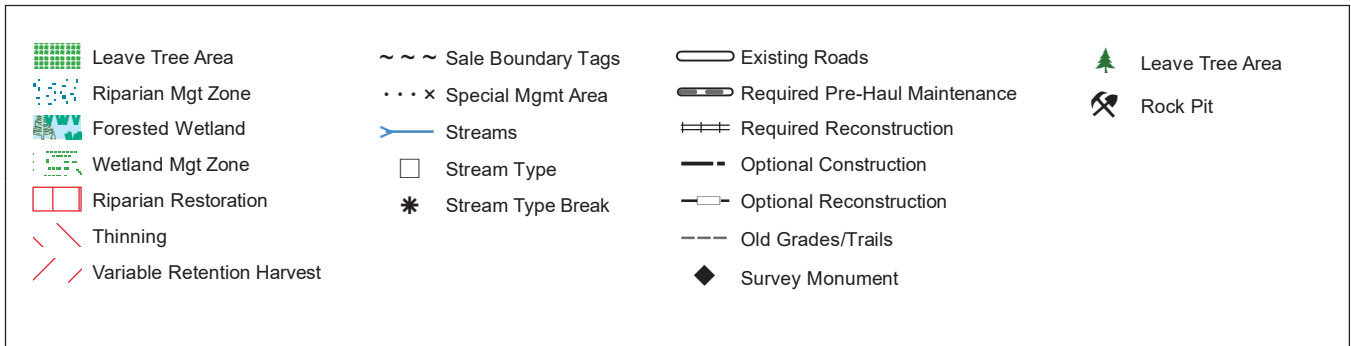 Leave Tree Area
Riparian Mgt Zone
Forested Wetland
Wetland Mgt Zone
Riparian Restoration
Thinning
Variable Retention Harvest
Sale Boundary Tags
Special Mgmt Area
Streams
Stream Type
Stream Type Break
Existing Roads
Required Pre-Haul Maintenance
Required Reconstruction
Optional Construction
Optional Reconstruction
Old Grades/Trails
Survey Monument
Leave Tree Area
Rock Pit